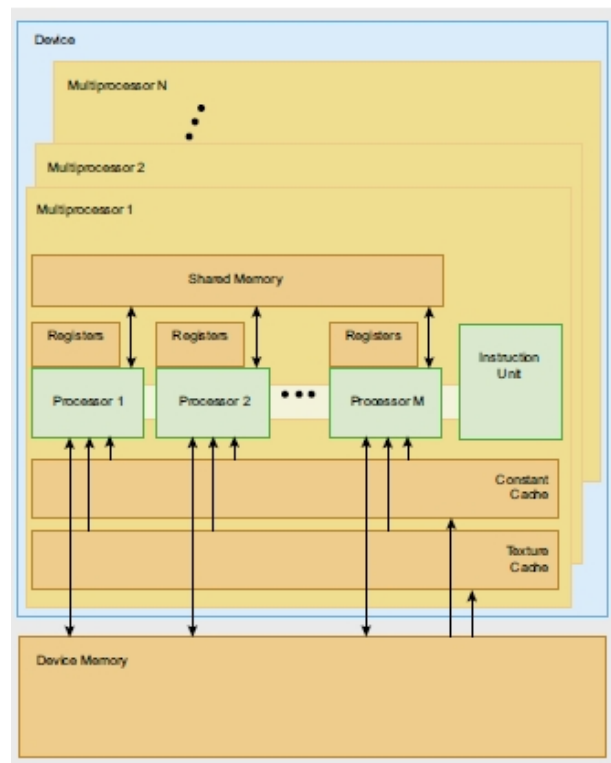 Device
Multiprocessor N
Multiprocessor 2
Multiprocessor 1
Shared Memory
Registers
Registers
Registers
Instruction
Unit
Processor 1
Processor 2
Processor M
Constant
Cache
Texture
Cache
Device Memory